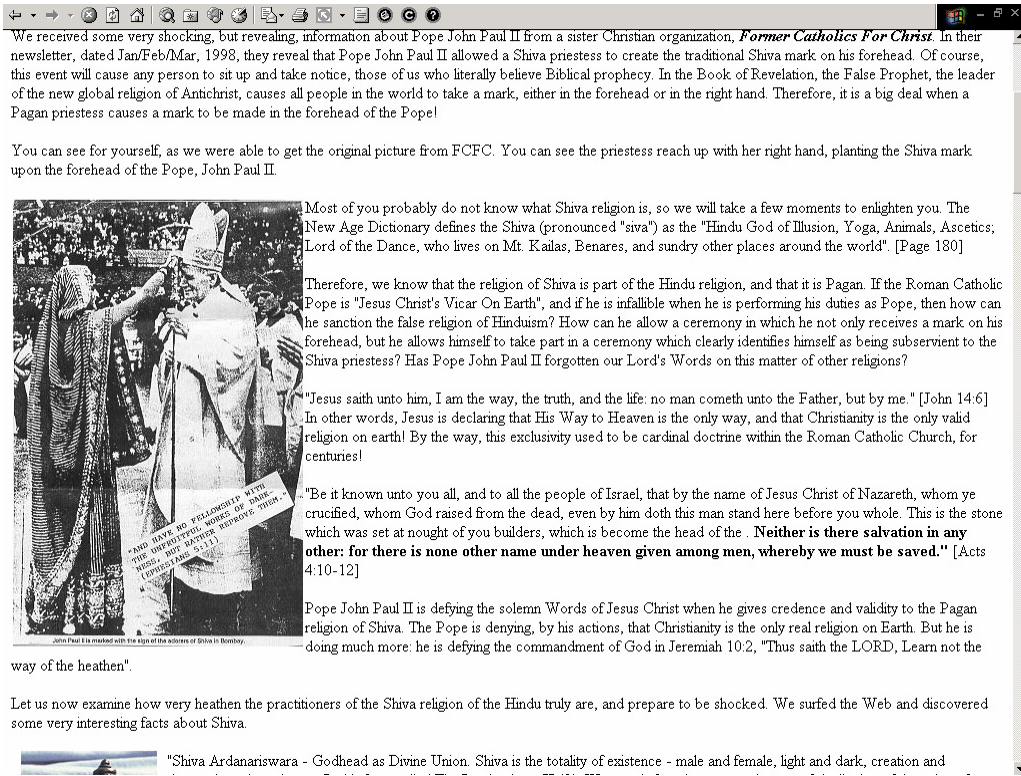 We received some very shocking, but revealing, information about Pope John Paul II from a sister Christian organization, Former Catholics For Christ. In their
newsletter, dated Jan/Feb/Mar, 1998, they reveal that Pope John Paul II allowed a Shiva priestess to create the traditional Shiva mark on his forehead. Of course,
this event will cause any person to sit up and take notice, those of us who literally believe Biblical prophecy. In the Book of Revelation, the False Prophet, the leader
of the new global religion of Antichrist, causes all people in the world to take a mark, either in the forehead or in the right hand. Therefore, it is a big deal when a
Pagan priestess causes a mark to be made in the forehead of the Pope!
You can see for yourself, as we were able to get the original picture from FCFC. You can see the priestess reach up with her right hand, planting the Shiva mark
upon the forehead of the Pope, John Paul II.
Most of you probably do not know what Shiva religion is, so we will take a few moments to enlighten you. The
New Age Dictionary defines the Shiva (pronounced "siva") as the "Hindu God of Illusion, Yoga, Animals, Ascetics;
Lord of the Dance, who lives on Mt. Kailas, Benares, and sundry other places around the world". [Page 180]
Therefore, we know that the religion of Shiva is part of the Hindu religion, and that it is Pagan. If the Roman Catholic
Pope is "Jesus Christ's Vicar On Earth", and if he is infallible when he is performing his duties as Pope, then how can
he sanction the false religion of Hinduism? How can he allow a ceremony in which he not only receives a mark on his
forehead, but he allows himself to take part in a ceremony which clearly identifies himself as being subservient to the
Shiva priestess? Has Pope John Paul II forgotten our Lord's Words on this matter of other religions?
"Jesus saith unto him, I am the way, the truth, and the life: no man cometh unto the Father, but by me." [John 14:6]
In other words, Jesus is declaring that His Way to Heaven is the only way, and that Christianity is the only valid
religion on earth! By the way, this exclusivity used to be cardinal doctrine within the Roman Catholic Church, for
centuries!
"Be it known unto you all, and to all the people of Israel, that by the name of Jesus Christ of Nazareth, whom ye
crucified, whom God raised from the dead, even by him doth this man stand here before you whole. This is the stone
which was set at nought of you builders, which is become the head of the . Neither is there salvation in any
other: for there is none other name under heaven given among men, whereby we must be saved." [Acts
4:10-12]
"AND HAVE NO FELLOWSHIP WITH
THE UNFRUITFUL WORKS OF DARK-
NESS, BUT RATHER REPROVE THEM."
(EPHESIANS 5:11)
John Paul II is marked with the sign of the adorers of Shiva in Bombay.
Pope John Paul II is defying the solemn Words of Jesus Christ when he gives credence and validity to the Pagan
religion of Shiva. The Pope is denying, by his actions, that Christianity is the only real religion on Earth. But he is
doing much more: he is defying the commandment of God in Jeremiah 10:2, "Thus saith the LORD, Learn not the
way of the heathen".
Let us now examine how very heathen the practitioners of the Shiva religion of the Hindu truly are, and prepare to be shocked. We surfed the Web and discovered
some very interesting facts about Shiva.
"Shiva Ardanariswara - Godhead as Divine Union. Shiva is the totality of existence - male and female, light and dark, creation and